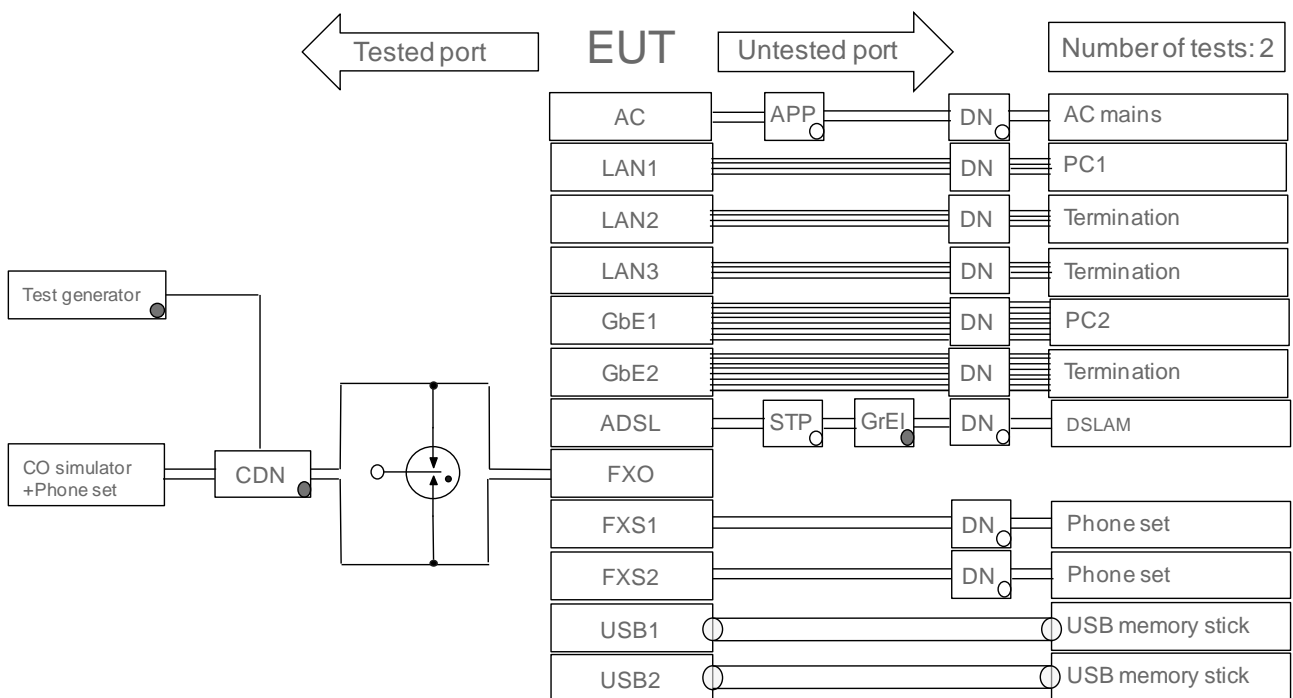 Tested port
EUT
Untested port
Number of tests: 2
AC
APP
DN
AC mains
LAN1
DN
PC1
LAN2
DN
Termination
LAN3
DN
Termination
Test generator
GbE1
DN
PC2
GbE2
DN
Termination
ADSL
STP
GrEl
DN
DSLAM
CO simulator
+Phone set
CDN
FXO
FXS1
DN
Phone set
FXS2
DN
Phone set
USB1
USB memory stick
USB2
USB memory stick